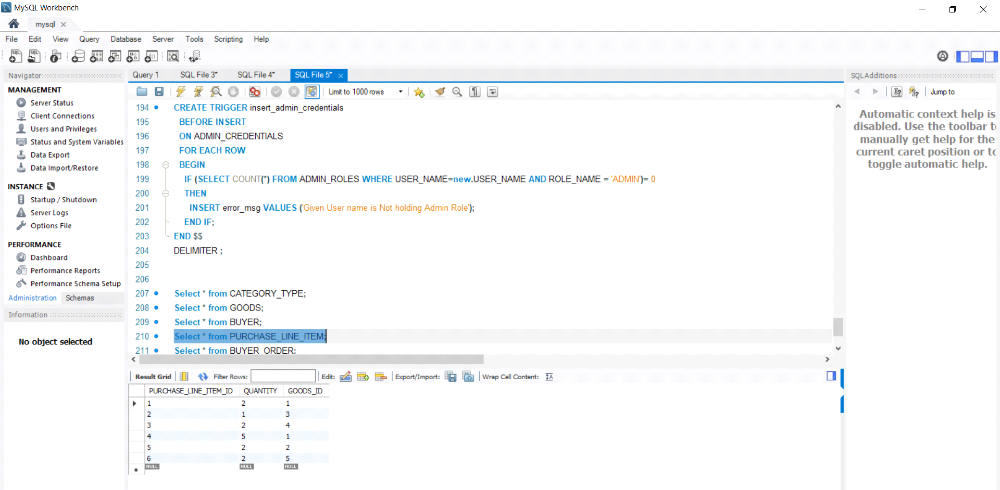 MySQL Workbench
mysql
File Edit View Query Database Server Tools Scripting Help
Navigator
MANAGEMENT
Server Status
Client Connections
Users and Privileges
Status and System Variables
Data Export
Data Import/Restore
INSTANCE
Startup / Shutdown
Server Logs
Options File
PERFORMANCE
Dashboard
Performance Reports
Performance Schema Setup
Administration Schemas
Information
No object selected
Query 1 SQL File 3* SQL File 4* SQL File 5*
Limit to 1000 rows
194 CREATE TRIGGER insert_admin_credentials
195 BEFORE INSERT
196 ON ADMIN_CREDENTIALS
197 FOR EACH ROW
198 BEGIN
199 IF (SELECT COUNT(*) FROM ADMIN_ROLES WHERE USER_NAME=new.USER_NAME AND ROLE_NAME = 'ADMIN')= 0
200 THEN
201 INSERT error_msg VALUES ('Given User name is Not holding Admin Role');
202 END IF;
203 END $$
204 DELIMITER ;
205
206
207 Select * from CATEGORY_TYPE;
208 Select * from GOODS;
209 Select * from BUYER;
210 Select * from PURCHASE_LINE_ITEM;
211 Select * from BUYER_ORDER;
Result Grid Filter Rows: Edit: Export/Import: Wrap Cell Content:
PURCHASE_LINE_ITEM_ID QUANTITY GOODS_ID
1 2 1
2 1 3
3 2 4
4 5 1
5 2 2
6 2 5
NULL NULL NULL
SQLAdditions
Jump to
Automatic context help is
disabled. Use the toolbar t
manually get help for the
current caret position or to
toggle automatic help.